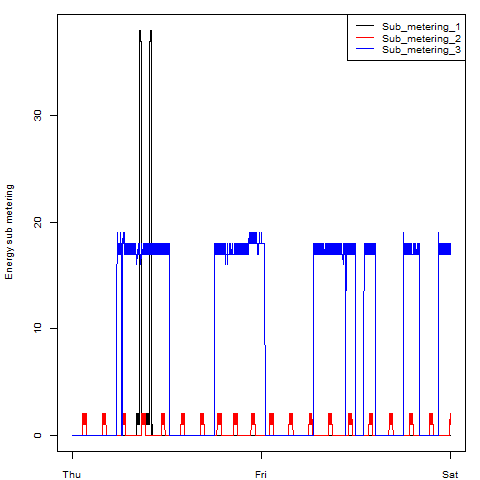 Sub_metering_1
Sub_metering_2
Sub_metering_3
Energy sub metering
30
20
10
0
Thu Fri Sat